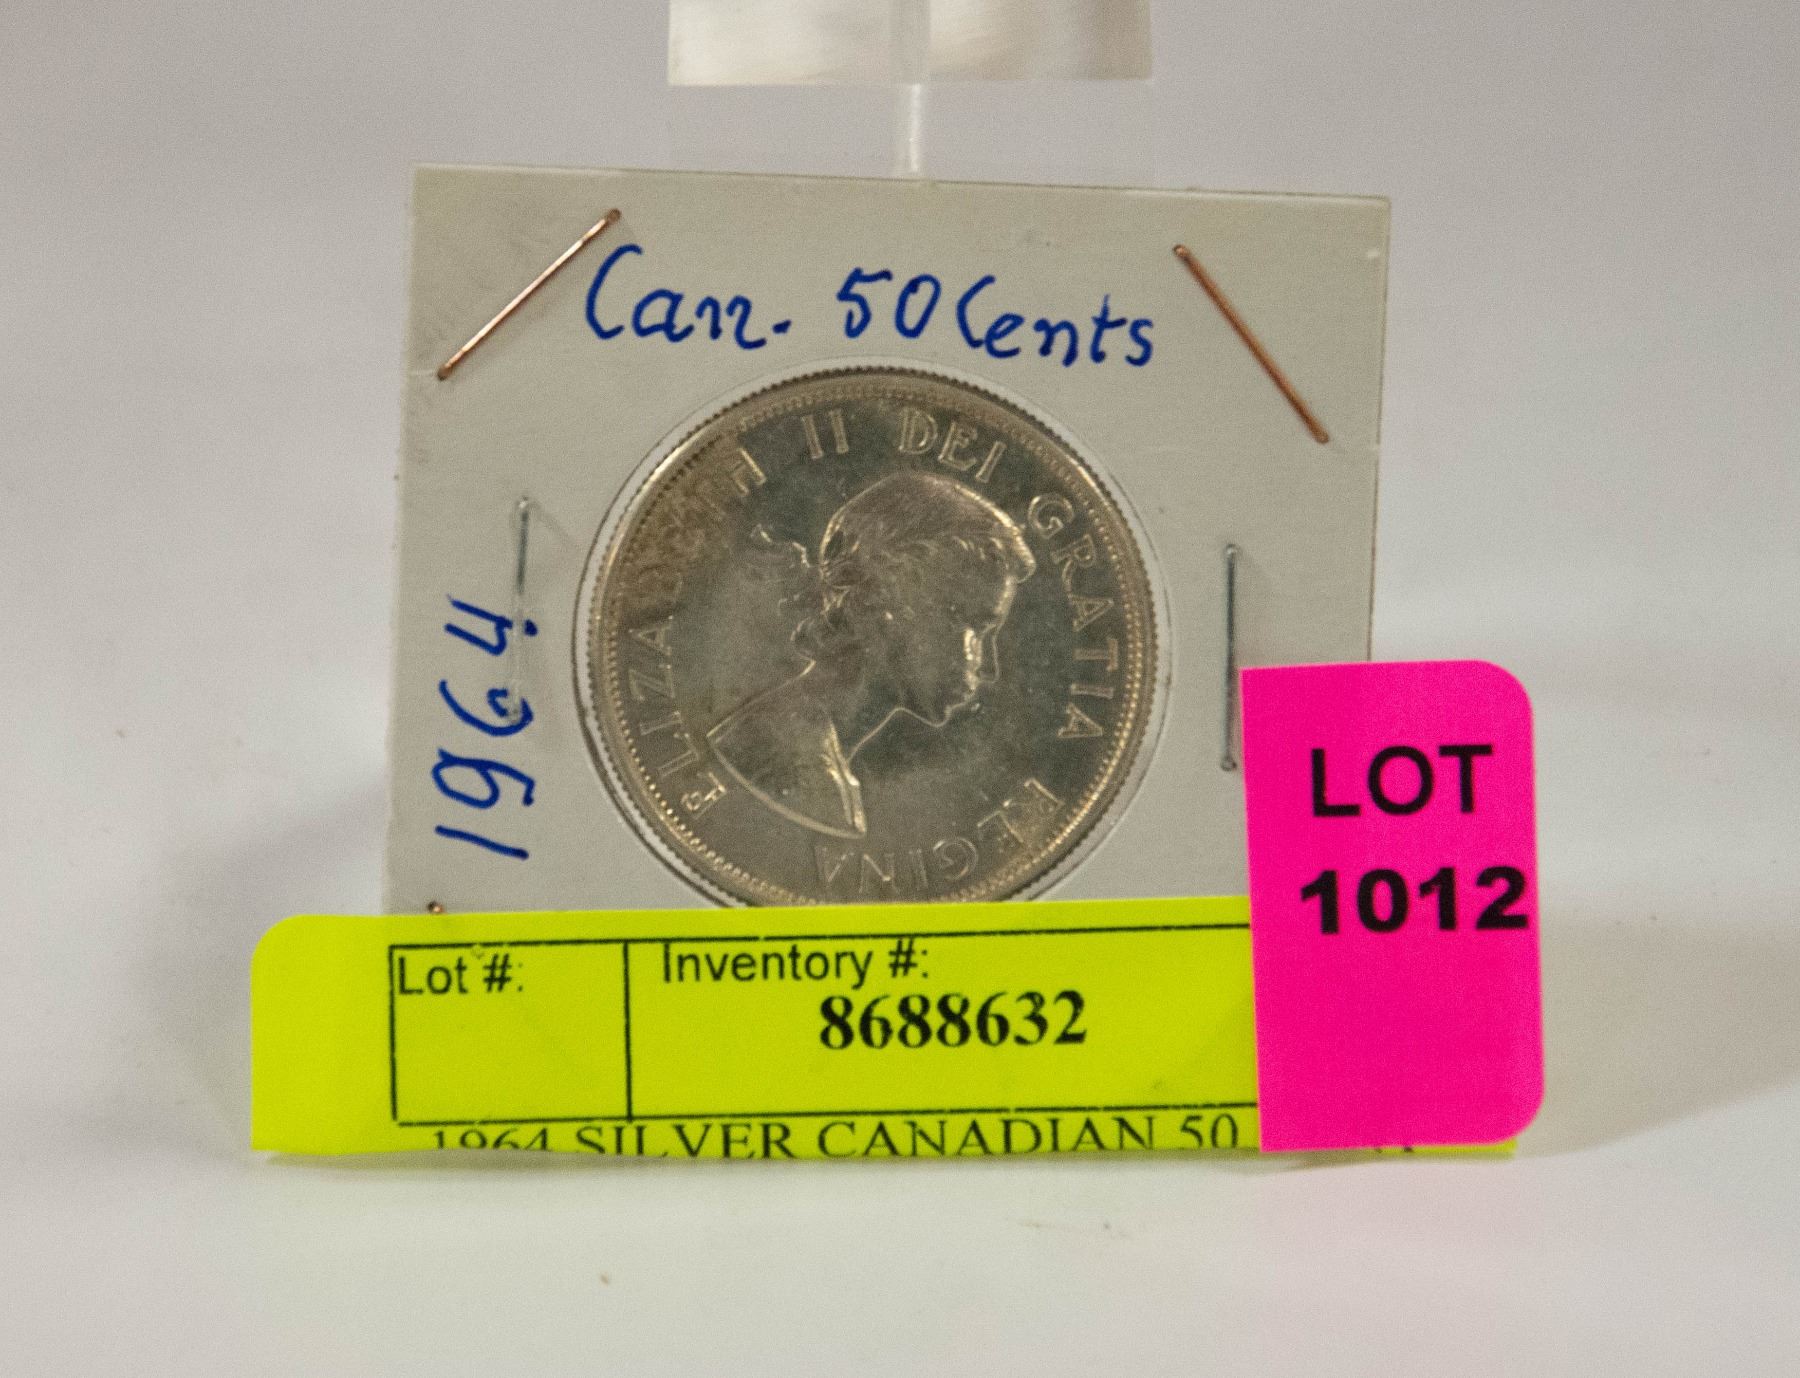 Can. 50 Cents
1964
ELIZABETH II DEI GRATIA REGINA
LOT
1012
Lot #:
Inventory #:
8688632
1964 SILVER CANADIAN 50